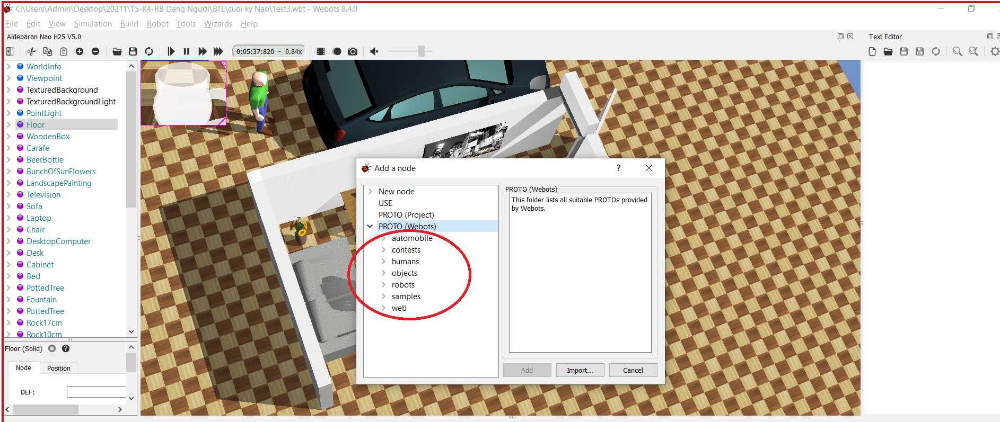 C:\Users\Admin\Desktop\20211\T5-K4-RB Dạng Người\BTL\cuoi ky Nao\Test3.wbt - Webots 8.4.0
File Edit View Simulation Build Robot Tools Wizards Help
Aldebaran Nao H25 V5.0
Text Editor
0:05:37:820 - 0.84x
WorldInfo
Viewpoint
TexturedBackground
TexturedBackgroundLight
PointLight
Floor
WoodenBox
Carafe
BeerBottle
BunchOfSunFlowers
LandscapePainting
Television
Sofa
Laptop
Chair
DesktopComputer
Desk
Cabinet
Bed
PottedTree
Fountain
PottedTree
Rock17cm
Rock10cm
Floor (Solid)
Node Position
DEF:
Add a node
?
New node
USE
PROTO (Project)
PROTO (Webots)
automobile
contests
humans
objects
robots
samples
web
PROTO (Webots)
This folder lists all suitable PROTOs provided
by Webots.
Add Import... Cancel